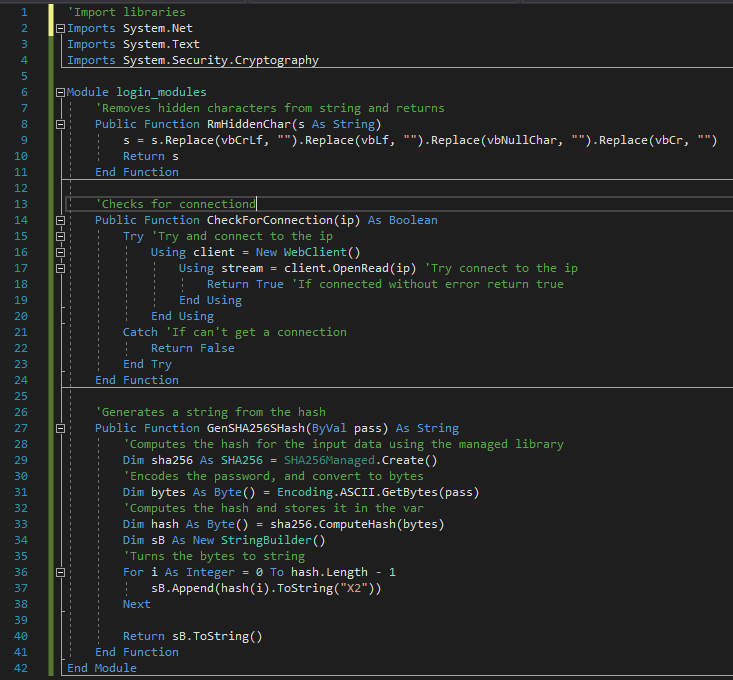 1 'Import libraries
2 Imports System.Net
3 Imports System.Text
4 Imports System.Security.Cryptography
5
6 Module login_modules
7 'Removes hidden characters from string and returns
8 Public Function RmHiddenChar(s As String)
9 s = s.Replace(vbCrLf, "").Replace(vbLf, "").Replace(vbNullChar, "").Replace(vbCr, "")
10 Return s
11 End Function
12
13 'Checks for connectiond
14 Public Function CheckForConnection(ip) As Boolean
15 Try 'Try and connect to the ip
16 Using client = New WebClient()
17 Using stream = client.OpenRead(ip) 'Try connect to the ip
18 Return True 'If connected without error return true
19 End Using
20 End Using
21 Catch 'If can't get a connection
22 Return False
23 End Try
24 End Function
25
26 'Generates a string from the hash
27 Public Function GenSHA256SHash(ByVal pass) As String
28 'Computes the hash for the input data using the managed library
29 Dim sha256 As SHA256 = SHA256Managed.Create()
30 'Encodes the password, and convert to bytes
31 Dim bytes As Byte() = Encoding.ASCII.GetBytes(pass)
32 'Computes the hash and stores it in the var
33 Dim hash As Byte() = sha256.ComputeHash(bytes)
34 Dim sB As New StringBuilder()
35 'Turns the bytes to string
36 For i As Integer = 0 To hash.Length - 1
37 sB.Append(hash(i).ToString("X2"))
38 Next
39
40 Return sB.ToString()
41 End Function
42 End Module